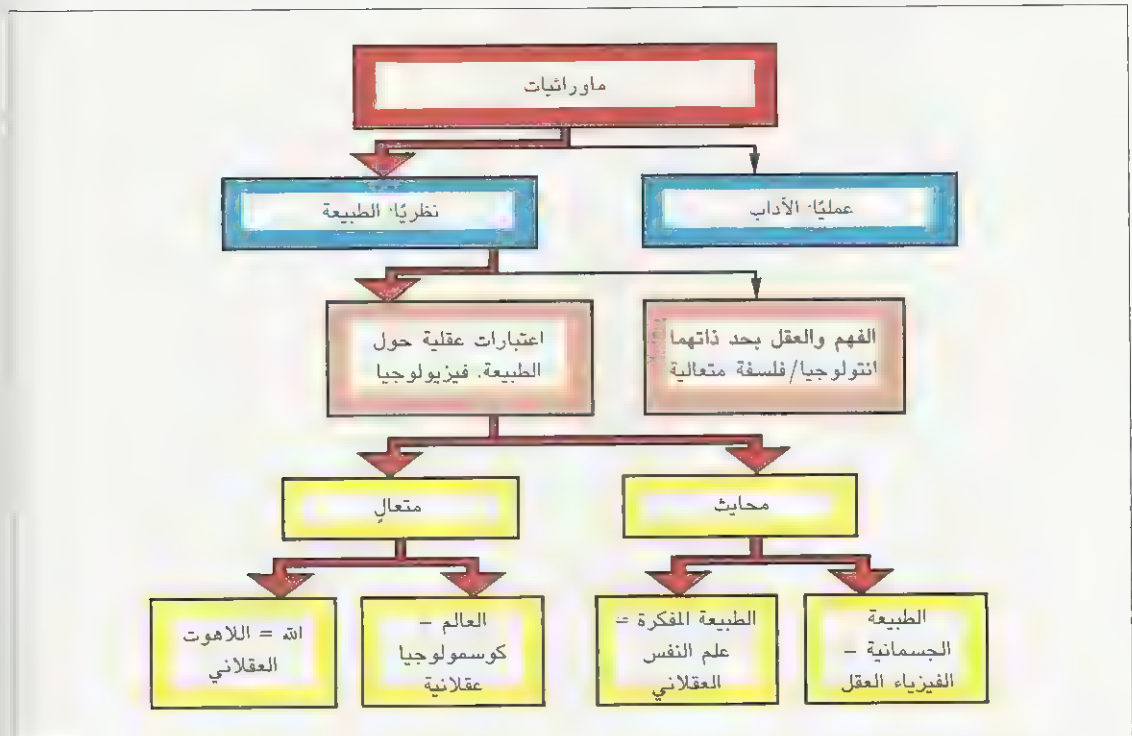 ماورائيات
عمليًا: الآداب
نظريًا: الطبيعة
الفهم والعقل بحد ذاتهما
انتولوجيا/فلسفة متعالية
اعتبارات عقلية حول
الطبيعة. فيزيولوجيا
محايث
متعالٍ
الطبيعة
الجسمانية –
الفيزياء العقل
الطبيعة المفكرة =
علم النفس
العقلاني
العالم –
كوسمولوجيا
عقلانية
الله = اللاهوت
العقلاني